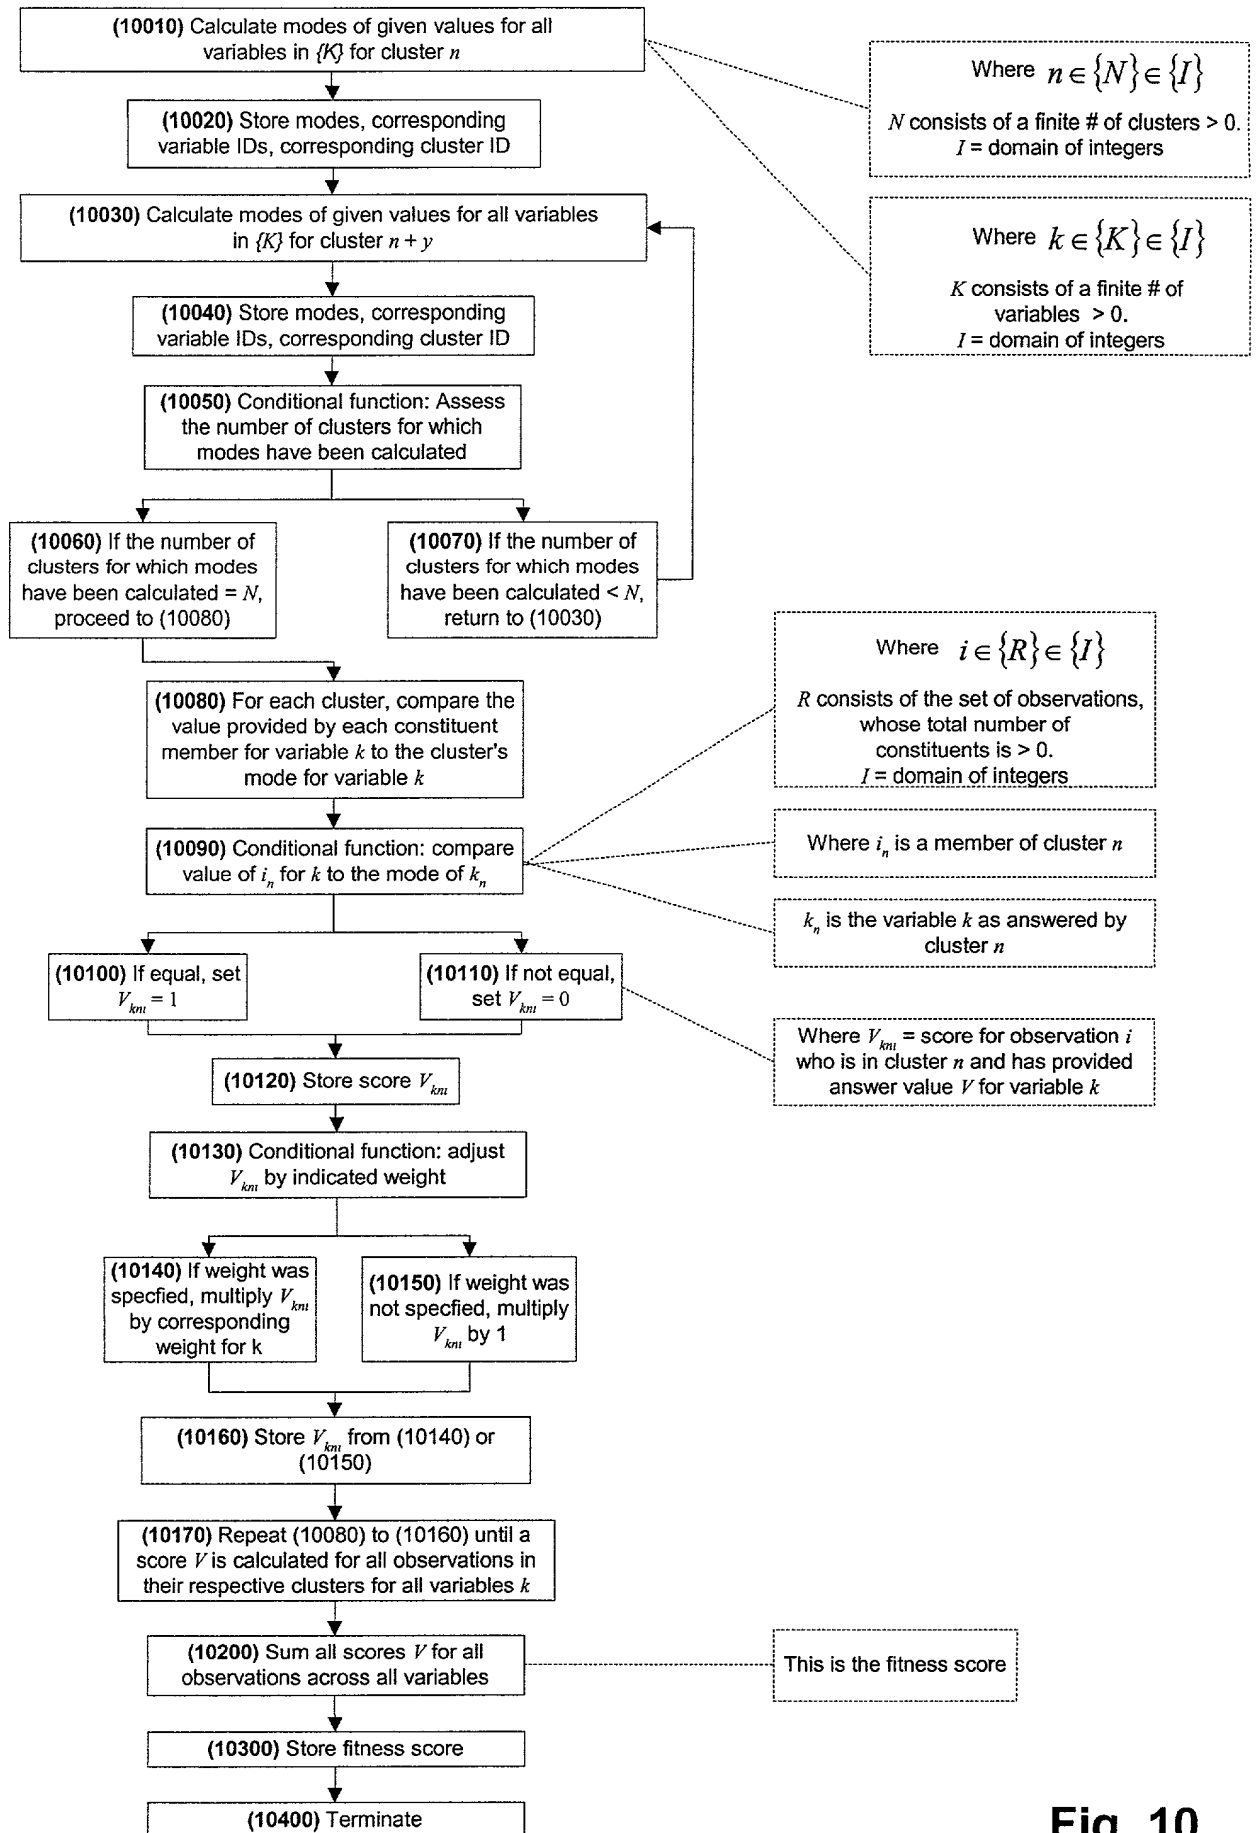 (10010) Calculate modes of given values for all
variables in {K} for cluster n
Where n ∈ {N} ∈ {I}
N consists of a finite # of clusters > 0.
I = domain of integers
(10020) Store modes, corresponding
variable IDs, corresponding cluster ID
(10030) Calculate modes of given values for all variables
in {K} for cluster n + y
Where k ∈ {K} ∈ {I}
K consists of a finite # of
variables > 0.
I = domain of integers
(10040) Store modes, corresponding
variable IDs, corresponding cluster ID
(10050) Conditional function: Assess
the number of clusters for which
modes have been calculated
(10060) If the number of
clusters for which modes
have been calculated = N,
proceed to (10080)
(10070) If the number of
clusters for which modes
have been calculated < N,
return to (10030)
Where i ∈ {R} ∈ {I}
R consists of the set of observations,
whose total number of
constituents is > 0.
I = domain of integers
(10080) For each cluster, compare the
value provided by each constituent
member for variable k to the cluster's
mode for variable k
(10090) Conditional function: compare
value of i_n for k to the mode of k_n
Where i_n is a member of cluster n
k_n is the variable k as answered by
cluster n
(10100) If equal, set
V_kni = 1
(10110) If not equal,
set V_kni = 0
Where V_kni = score for observation i
who is in cluster n and has provided
answer value V for variable k
(10120) Store score V_kni
(10130) Conditional function: adjust
V_kni by indicated weight
(10140) If weight was
specfied, multiply V_kni
by corresponding
weight for k
(10150) If weight was
not specfied, multiply
V_kni by 1
(10160) Store V_kni from (10140) or
(10150)
(10170) Repeat (10080) to (10160) until a
score V is calculated for all observations in
their respective clusters for all variables k
(10200) Sum all scores V for all
observations across all variables
This is the fitness score
(10300) Store fitness score
(10400) Terminate
Fig. 10